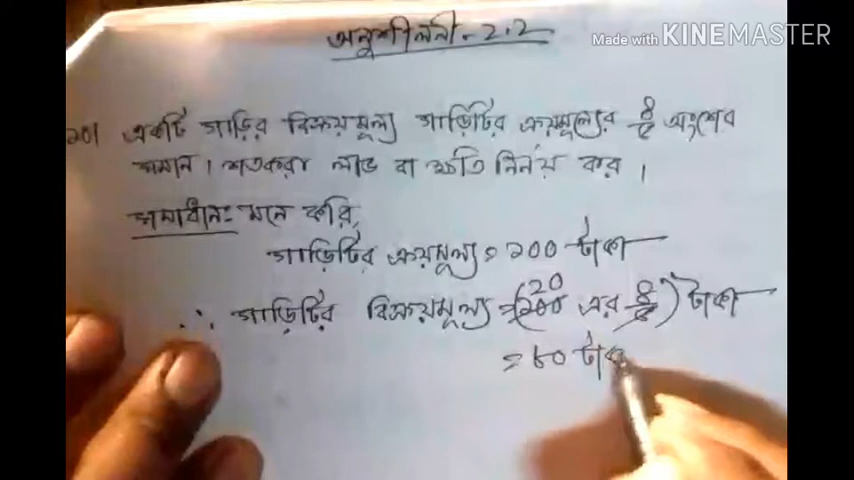 অনুশীলনী - ২.২
Made with KINEMASTER
১০। একটি গাড়ির বিক্রয়মূল্য গাড়িটির ক্রয়মূল্যের ৪/৫ অংশের
সমান। শতকরা লাভ বা ক্ষতি নির্ণয় কর।
সমাধান: মনে করি,
গাড়িটির ক্রয়মূল্য = ১০০ টাকা
২০
∴ গাড়িটির বিক্রয়মূল্য = (১০০ এর ৪/৫) টাকা
= ৮০ টাক